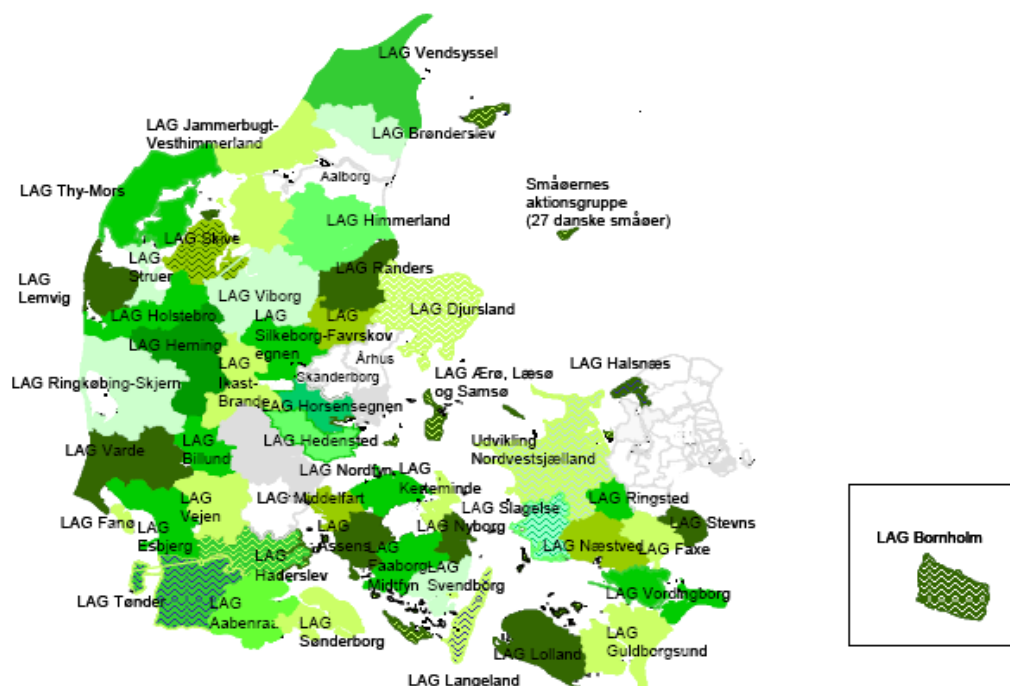 LAG Vendsyssel
LAG Jammerbugt-
Vesthimmerland
LAG Brønderslev
Aalborg
LAG Thy-Mors
Småøernes
aktionsgruppe
(27 danske småøer)
LAG Himmerland
LAG Skive
LAG
Struer
LAG Randers
LAG
Lemvig
LAG Viborg
LAG Djursland
LAG Holstebro
LAG
Silkeborg-
egnen
LAG
Favrskov
LAG Herning
Århus
LAG
Ikast-
Brande
Skanderborg
LAG Ærø, Læsø
og Samsø
LAG Halsnæs
LAG Ringkøbing-Skjern
LAG Horsensegnen
LAG Hedensted
Udvikling
Nordvestsjælland
LAG Varde
LAG
Billund
LAG Nordfyn
LAG
Kerteminde
LAG Middelfart
LAG Slagelse
LAG Ringsted
LAG Fanø
LAG
Vejen
LAG
Esbjerg
LAG
Assens
LAG Nyborg
LAG Stevns
LAG Næstved
LAG Faxe
LAG Bornholm
LAG
Haderslev
LAG
Faaborg
Midtfyn
LAG
Svendborg
LAG Tønder
LAG
Aabenraa
LAG
Sønderborg
LAG Vordingborg
LAG Lolland
LAG
Guldborgsund
LAG Langeland